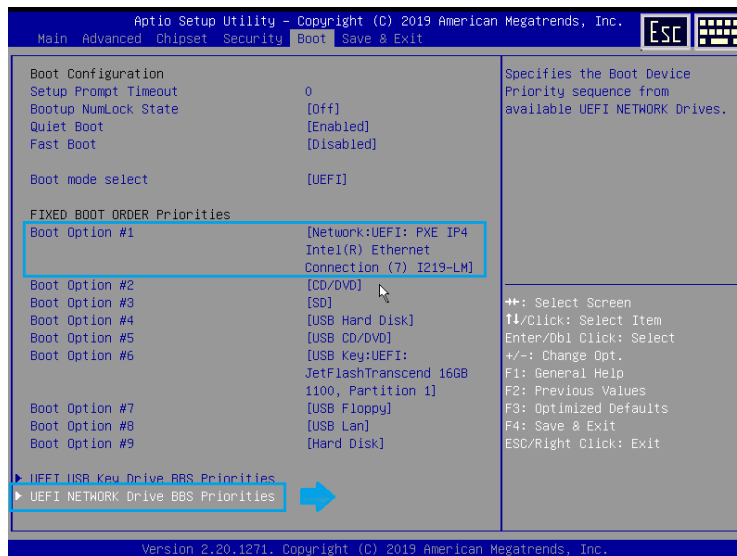 Aptio Setup Utility – Copyright (C) 2019 American Megatrends, Inc.
Main Advanced Chipset Security Boot Save & Exit
Esc
Boot Configuration
Setup Prompt Timeout 0
Bootup NumLock State [Off]
Quiet Boot [Enabled]
Fast Boot [Disabled]
Boot mode select [UEFI]
FIXED BOOT ORDER Priorities
Boot Option #1 [Network:UEFI: PXE IP4
Intel(R) Ethernet
Connection (7) I219-LM]
Boot Option #2 [CD/DVD]
Boot Option #3 [SD]
Boot Option #4 [USB Hard Disk]
Boot Option #5 [USB CD/DVD]
Boot Option #6 [USB Key:UEFI:
JetFlashTranscend 16GB
1100, Partition 1]
Boot Option #7 [USB Floppy]
Boot Option #8 [USB Lan]
Boot Option #9 [Hard Disk]
UEFI USB Key Drive BBS Priorities
UEFI NETWORK Drive BBS Priorities
Specifies the Boot Device
Priority sequence from
available UEFI NETWORK Drives.
→←: Select Screen
↑↓/Click: Select Item
Enter/Dbl Click: Select
+/-: Change Opt.
F1: General Help
F2: Previous Values
F3: Optimized Defaults
F4: Save & Exit
ESC/Right Click: Exit
Version 2.20.1271. Copyright (C) 2019 American Megatrends, Inc.